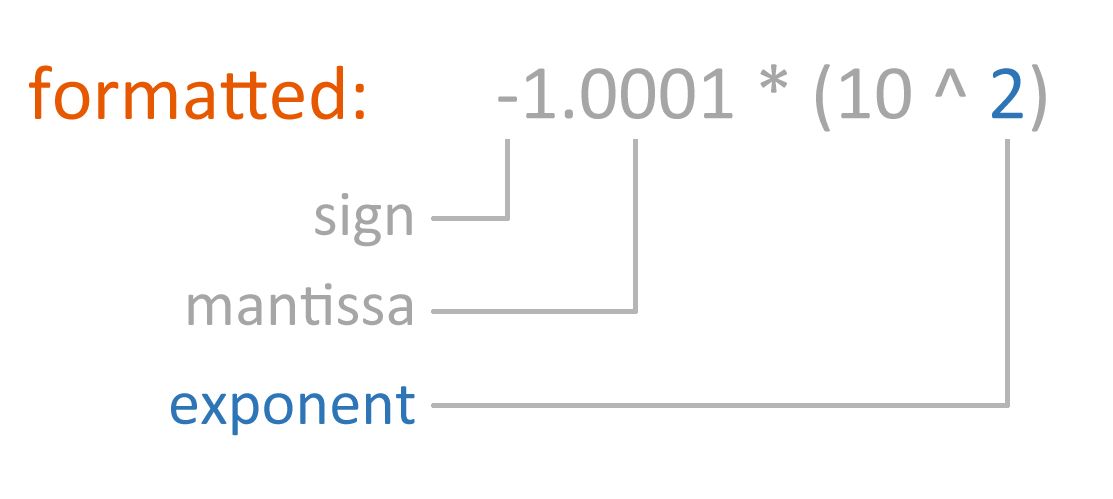 formatted: -1.0001 * (10 ^ 2)
sign
mantissa
exponent